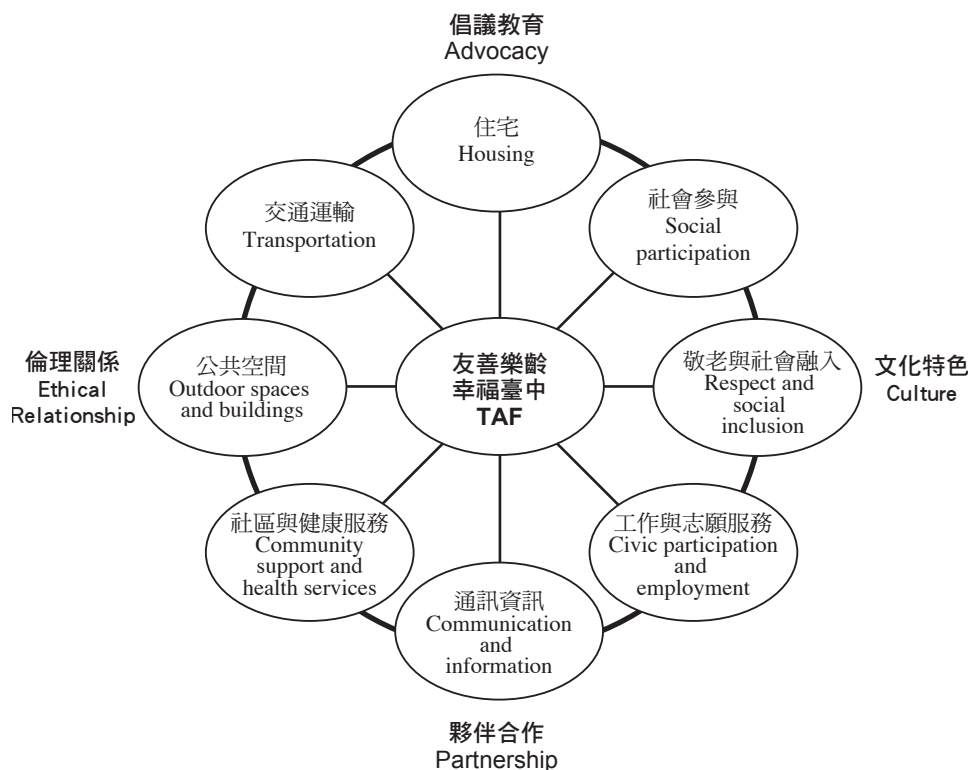 倡議教育
Advocacy
住宅
Housing
交通運輸
Transportation
社會參與
Social
participation
倫理關係
Ethical
Relationship
公共空間
Outdoor spaces
and buildings
友善樂齡
幸福臺中
TAF
敬老與社會融入
Respect and
social
inclusion
文化特色
Culture
社區與健康服務
Community
support and
health services
工作與志願服務
Civic participation
and
employment
通訊資訊
Communication
and
information
夥伴合作
Partnership